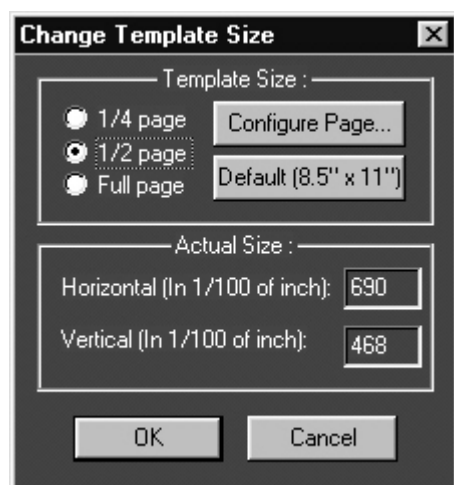 Change Template Size
Template Size :
1/4 page
Configure Page...
1/2 page
Full page
Default (8.5" x 11")
Actual Size :
Horizontal (In 1/100 of inch): 690
Vertical (In 1/100 of inch): 468
OK Cancel